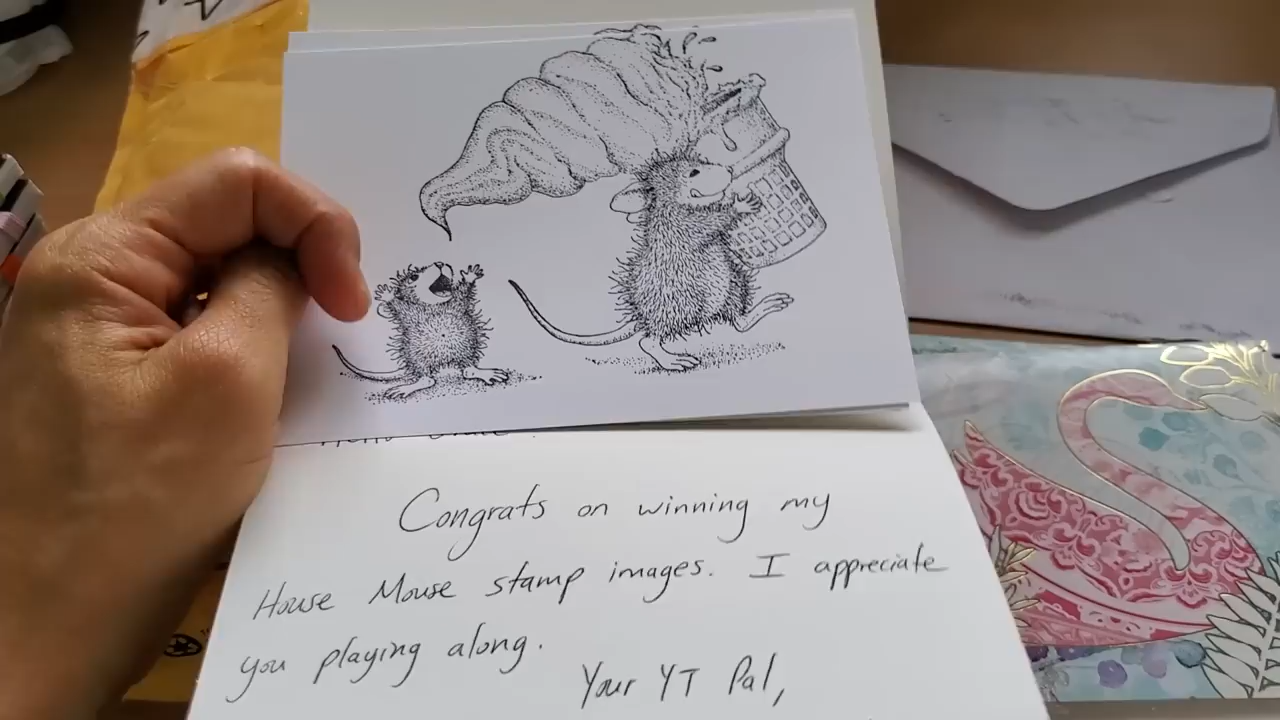 Congrats on winning my
House Mouse stamp images. I appreciate
you playing along.
Your YT Pal,